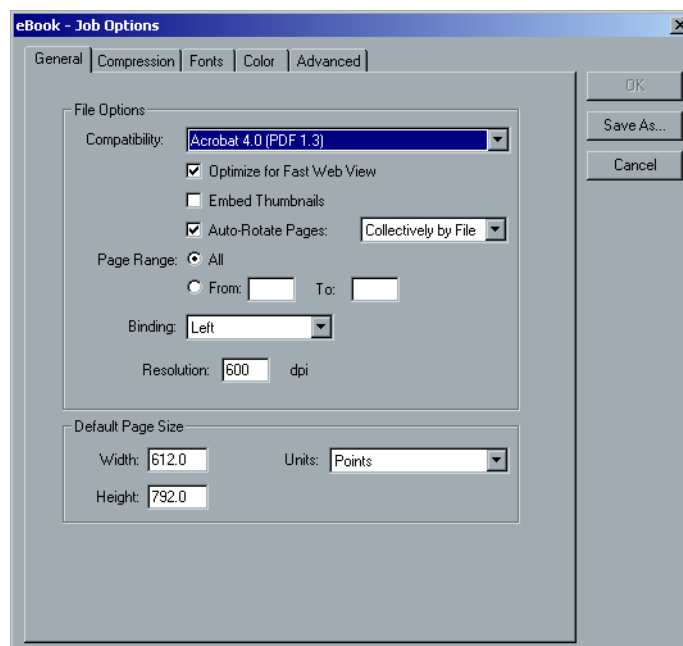 eBook - Job Options
General Compression Fonts Color Advanced
OK
Save As...
Cancel
File Options
Compatibility: Acrobat 4.0 (PDF 1.3)
Optimize for Fast Web View
Embed Thumbnails
Auto-Rotate Pages: Collectively by File
Page Range: All
From: To:
Binding: Left
Resolution: 600 dpi
Default Page Size
Width: 612.0 Units: Points
Height: 792.0